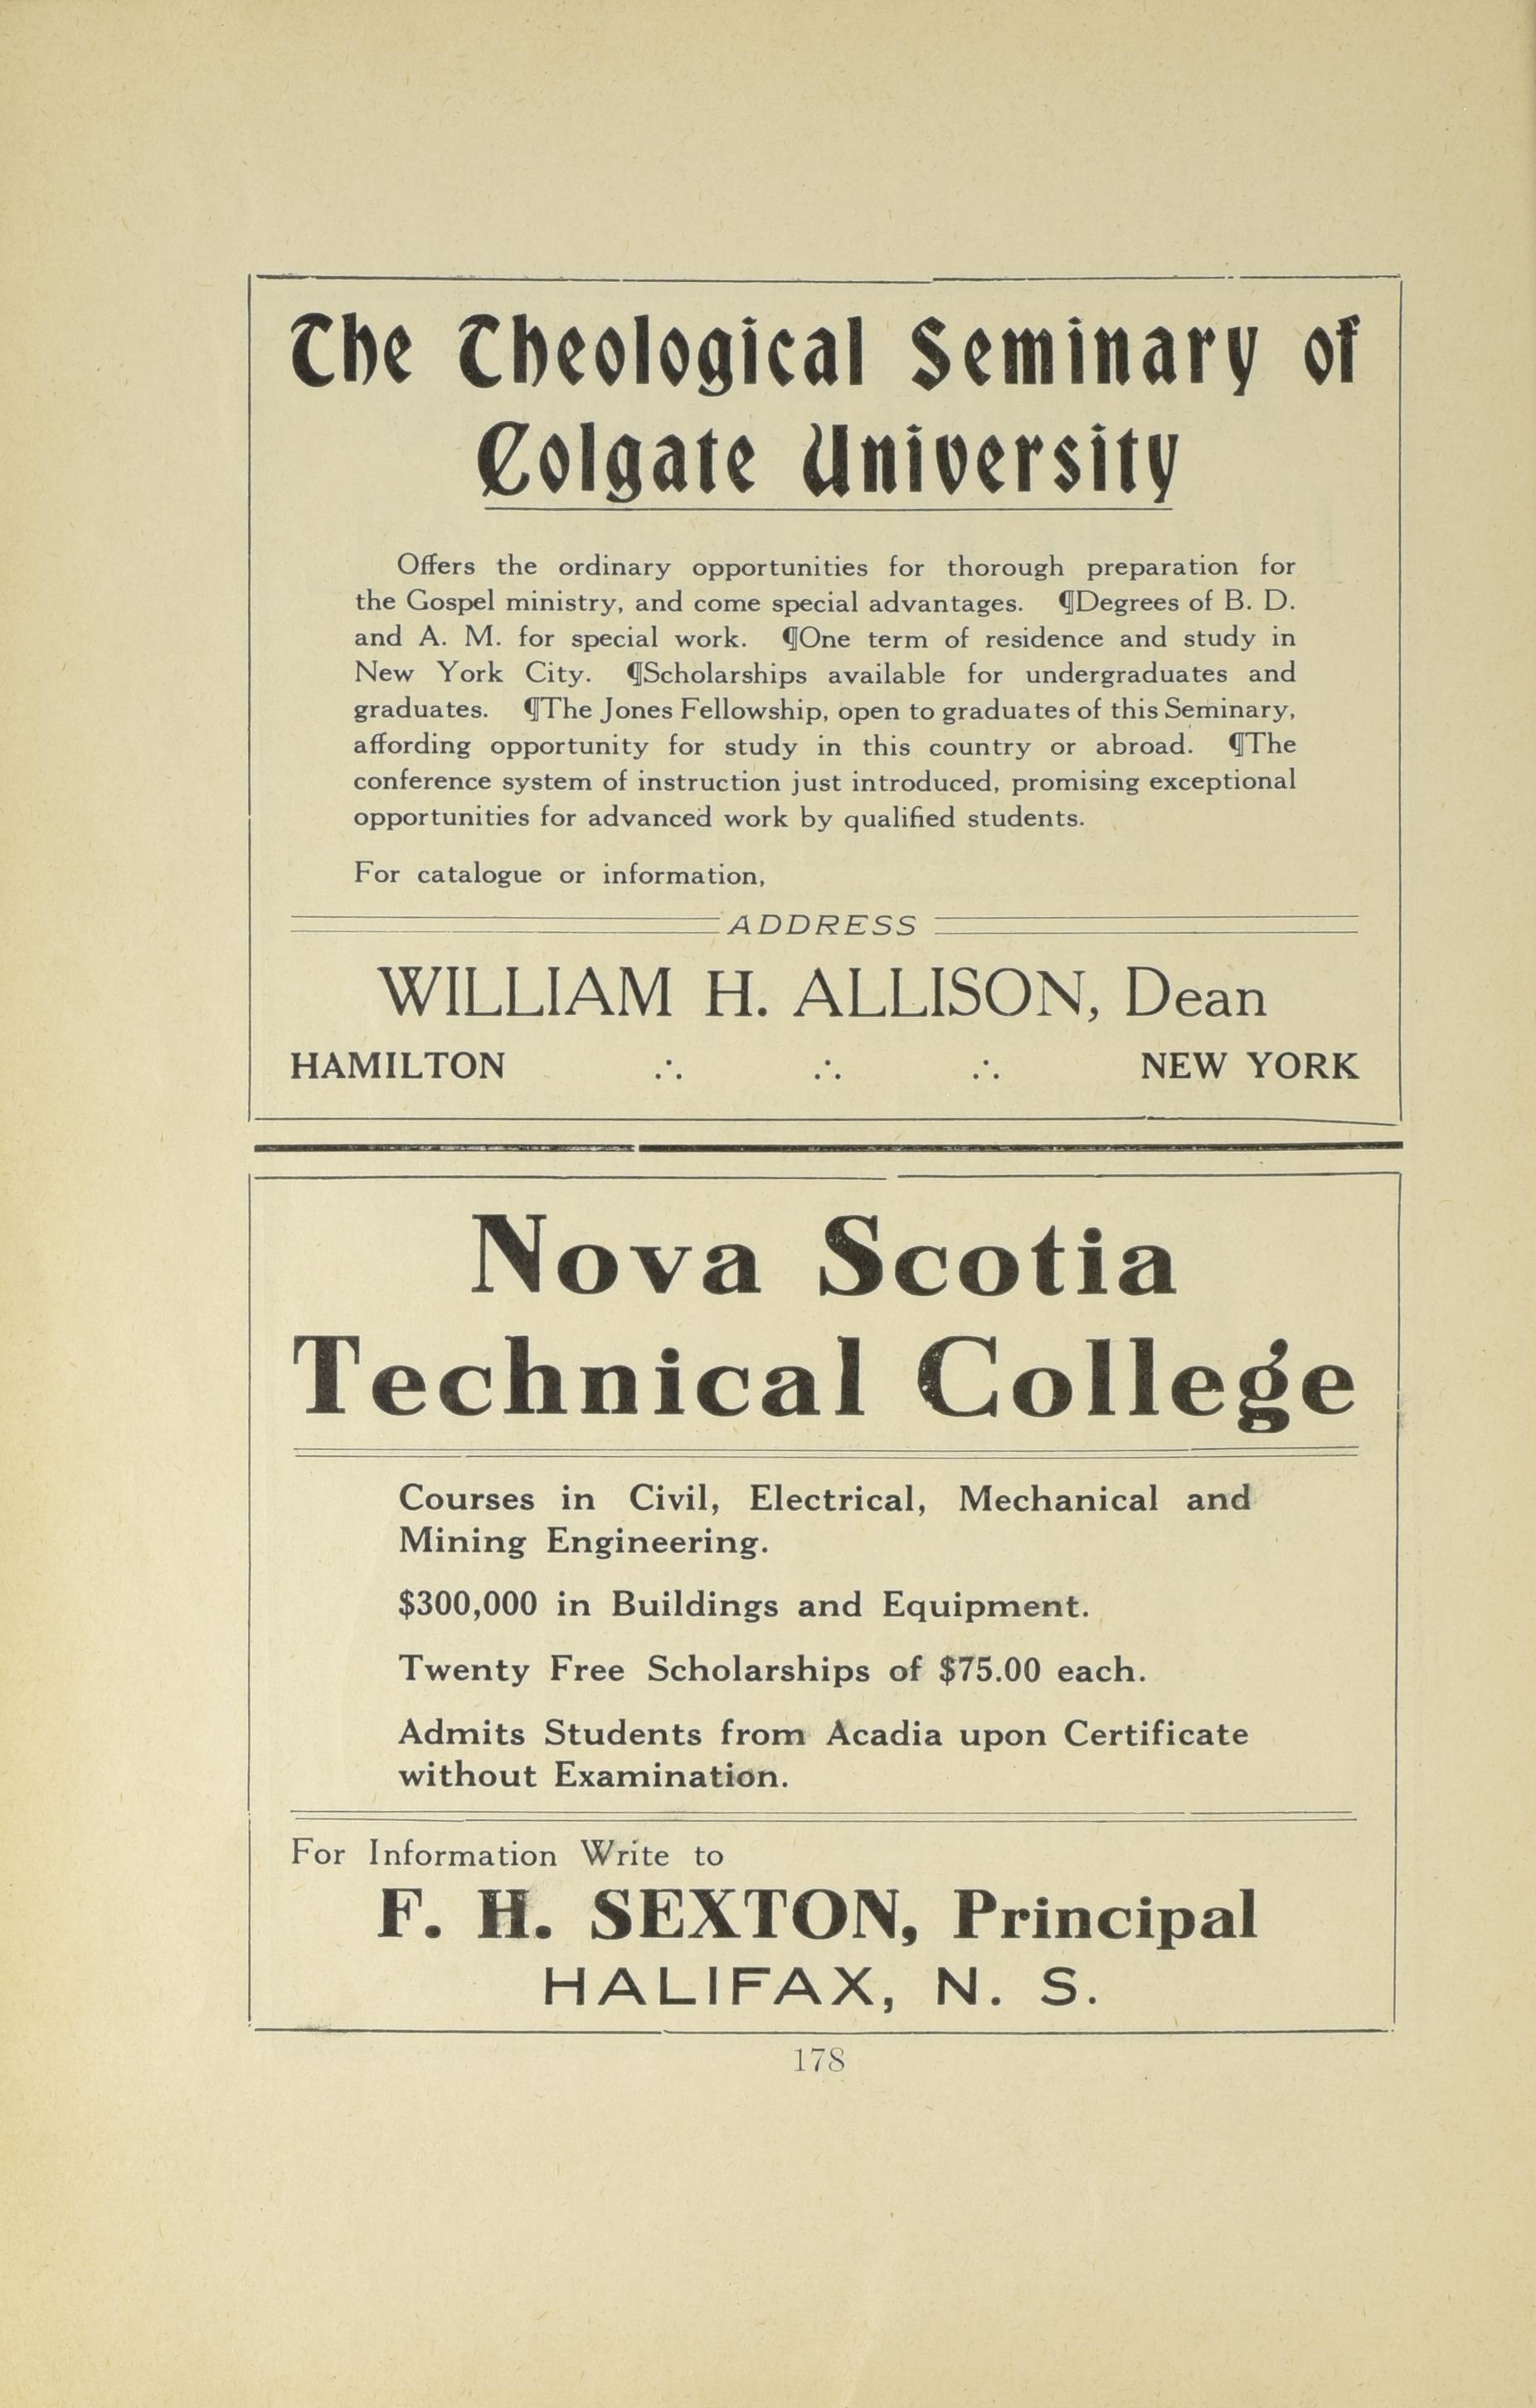 The Theological Seminary of
Colgate University
Offers the ordinary opportunities for thorough preparation for
the Gospel ministry, and come special advantages. ¶Degrees of B. D.
and A. M. for special work. ¶One term of residence and study in
New York City. ¶Scholarships available for undergraduates and
graduates. ¶The Jones Fellowship, open to graduates of this Seminary,
affording opportunity for study in this country or abroad. ¶The
conference system of instruction just introduced, promising exceptional
opportunities for advanced work by qualified students.
For catalogue or information,
ADDRESS
WILLIAM H. ALLISON, Dean
HAMILTON ∴ ∴ ∴ NEW YORK
Nova Scotia
Technical College
Courses in Civil, Electrical, Mechanical and
Mining Engineering.
$300,000 in Buildings and Equipment.
Twenty Free Scholarships of $75.00 each.
Admits Students from Acadia upon Certificate
without Examination.
For Information Write to
F. H. SEXTON, Principal
HALIFAX, N. S.
178